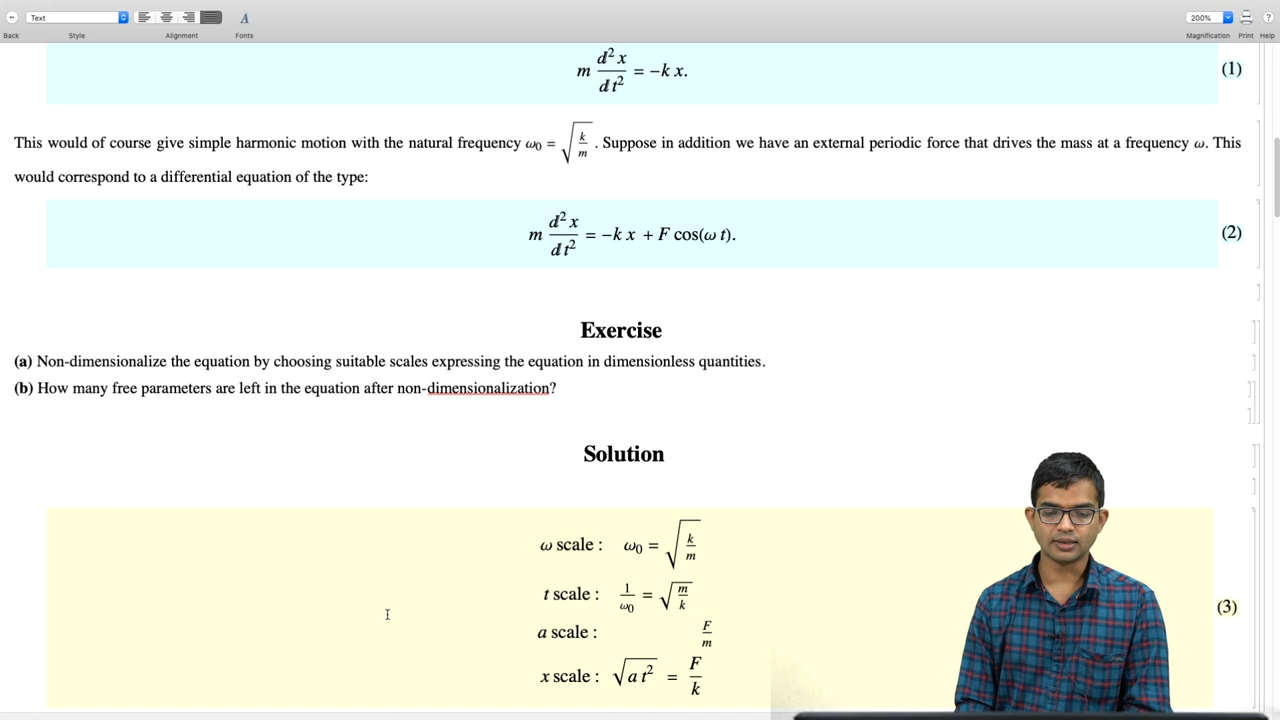 Text
200%
Back
Style
Alignment
Fonts
Magnification
Print
Help
m d²x/dt² = −k x. (1)
This would of course give simple harmonic motion with the natural frequency ω₀ = √(k/m) . Suppose in addition we have an external periodic force that drives the mass at a frequency ω. This
would correspond to a differential equation of the type:
m d²x/dt² = −k x + F cos(ω t). (2)
Exercise
(a) Non-dimensionalize the equation by choosing suitable scales expressing the equation in dimensionless quantities.
(b) How many free parameters are left in the equation after non-dimensionalization?
Solution
ω scale : ω₀ = √(k/m)
t scale : 1/ω₀ = √(m/k)
a scale : F/m
(3)
x scale : √(a t²) = F/k